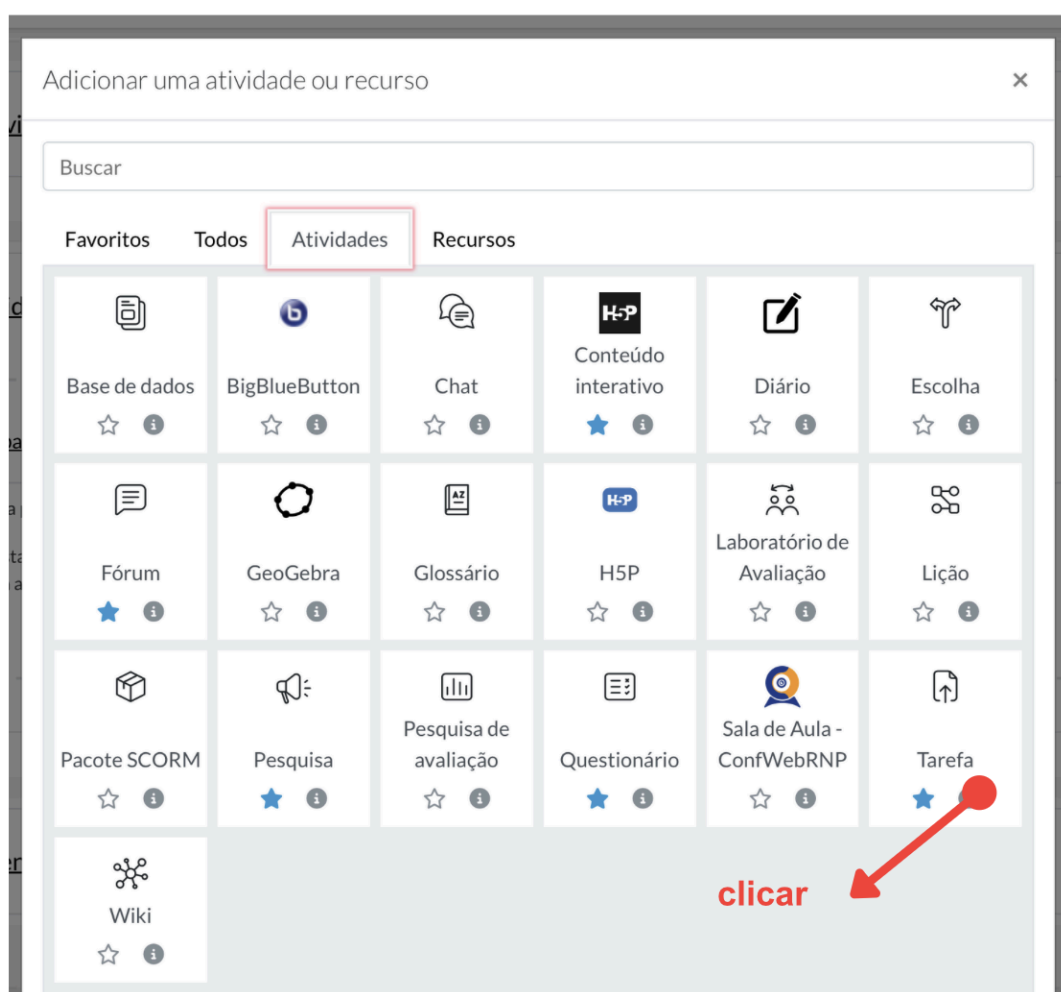 Adicionar uma atividade ou recurso ×
Buscar
Favoritos Todos Atividades Recursos
Base de dados
BigBlueButton
Chat
H5P
Conteúdo
interativo
Diário
Escolha
Fórum
GeoGebra
AZ
Glossário
H5P
H5P
Laboratório de
Avaliação
Lição
Pacote SCORM
Pesquisa
Pesquisa de
avaliação
Questionário
Sala de Aula -
ConfWebRNP
Tarefa
Wiki
clicar